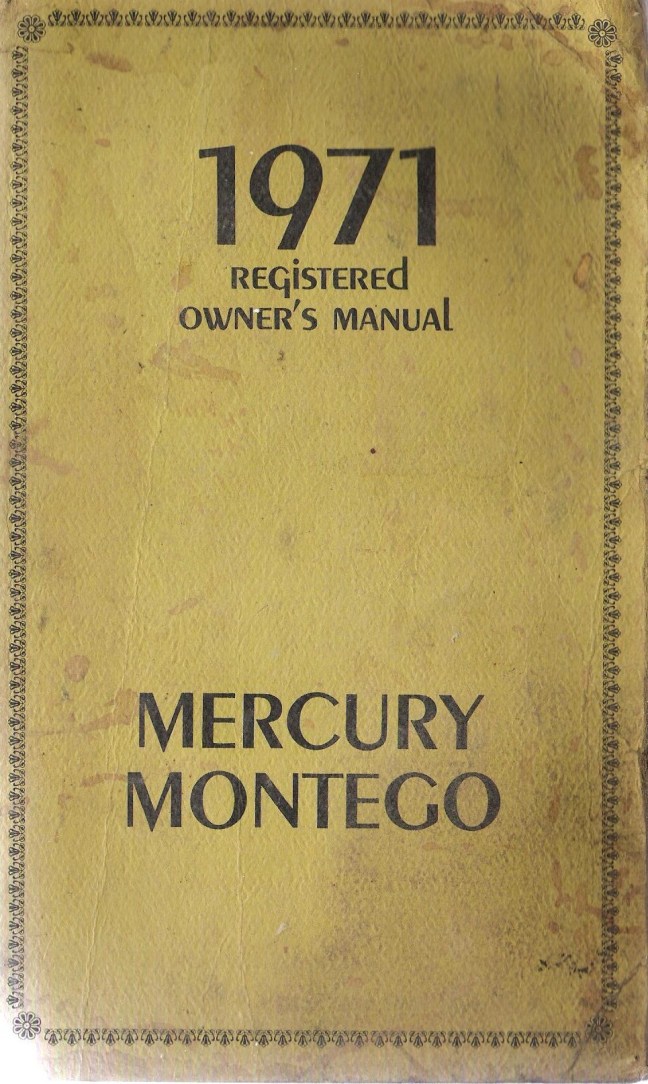 1971
REGISTERED
OWNER'S MANUAL
MERCURY
MONTEGO